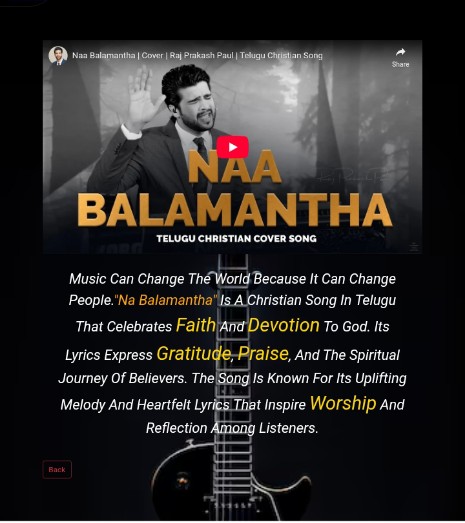 Naa Balamantha | Cover | Raj Prakash Paul | Telugu Christian Song
Share
NAA
BALAMANTHA
TELUGU CHRISTIAN COVER SONG
Music Can Change The World Because It Can Change
People."Na Balamantha" Is A Christian Song In Telugu
That Celebrates Faith And Devotion To God. Its
Lyrics Express Gratitude, Praise, And The Spiritual
Journey Of Believers. The Song Is Known For Its Uplifting
Melody And Heartfelt Lyrics That Inspire Worship And
Reflection Among Listeners.
Back